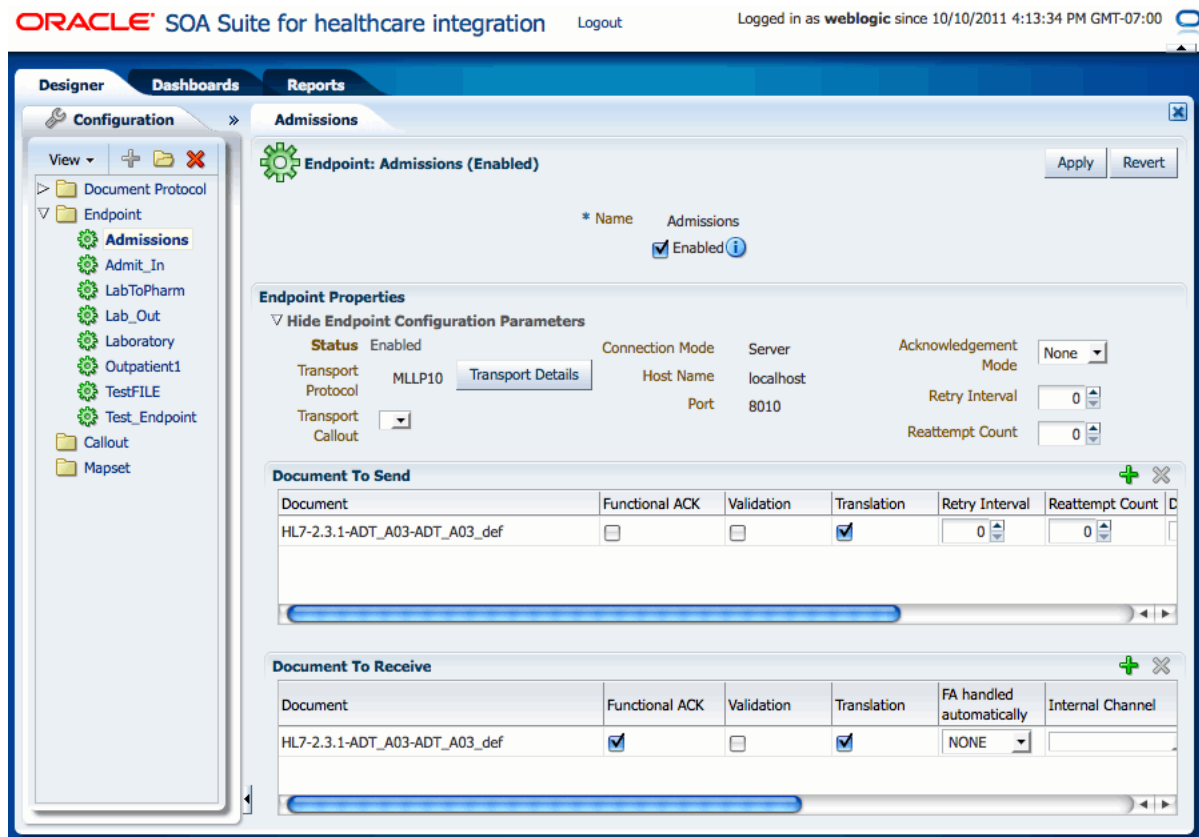 ORACLE SOA Suite for healthcare integration Logout Logged in as weblogic since 10/10/2011 4:13:34 PM GMT-07:00
Designer Dashboards Reports
Configuration » Admissions
View
Endpoint: Admissions (Enabled) Apply Revert
Document Protocol
Endpoint
Admissions
Admit_In
LabToPharm
Lab_Out
Laboratory
Outpatient1
TestFILE
Test_Endpoint
Callout
Mapset
* Name Admissions
Enabled
Endpoint Properties
Hide Endpoint Configuration Parameters
Status Enabled
Transport Protocol MLLP10 Transport Details
Transport Callout
Connection Mode Server
Host Name localhost
Port 8010
Acknowledgement Mode None
Retry Interval 0
Reattempt Count 0
Document To Send
Document Functional ACK Validation Translation Retry Interval Reattempt Count D
HL7-2.3.1-ADT_A03-ADT_A03_def 0 0
Document To Receive
Document Functional ACK Validation Translation FA handled automatically Internal Channel
HL7-2.3.1-ADT_A03-ADT_A03_def NONE